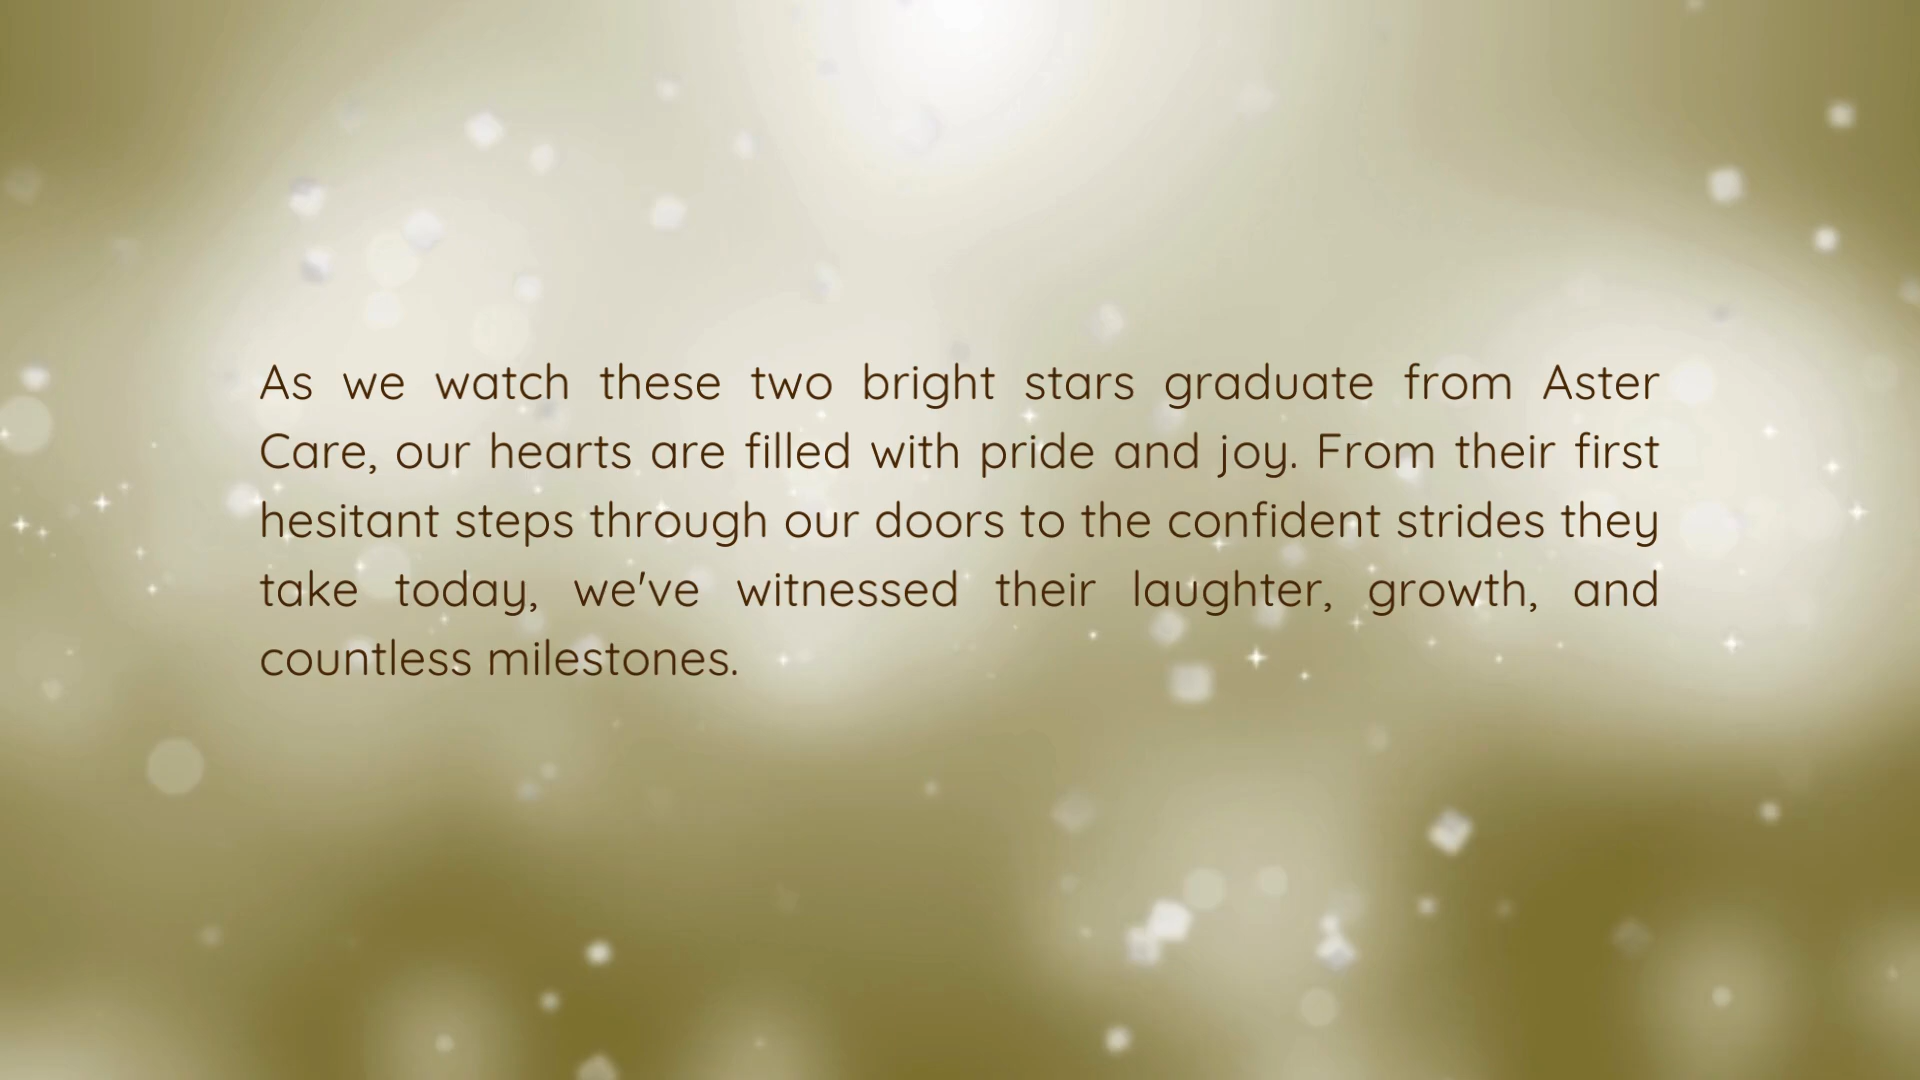 As we watch these two bright stars graduate from Aster
Care, our hearts are filled with pride and joy. From their first
hesitant steps through our doors to the confident strides they
take today, we've witnessed their laughter, growth, and
countless milestones.